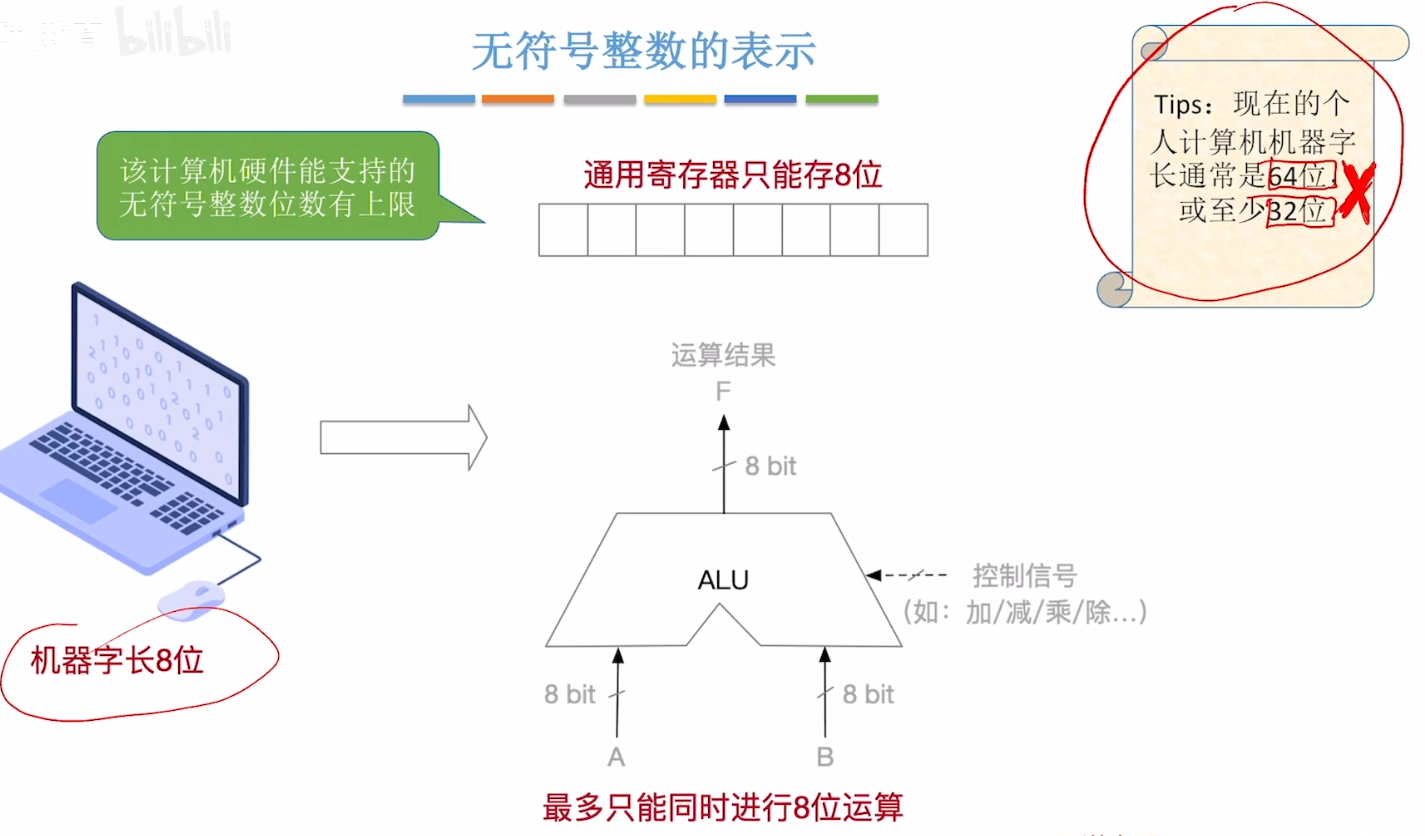 bilibili
无符号整数的表示
该计算机硬件能支持的
无符号整数位数有上限
通用寄存器只能存8位
Tips：现在的个
人计算机机器字
长通常是64位，
或至少32位
运算结果
F
8 bit
ALU
控制信号
（如：加/减/乘/除…）
机器字长8位
8 bit
8 bit
A
B
最多只能同时进行8位运算